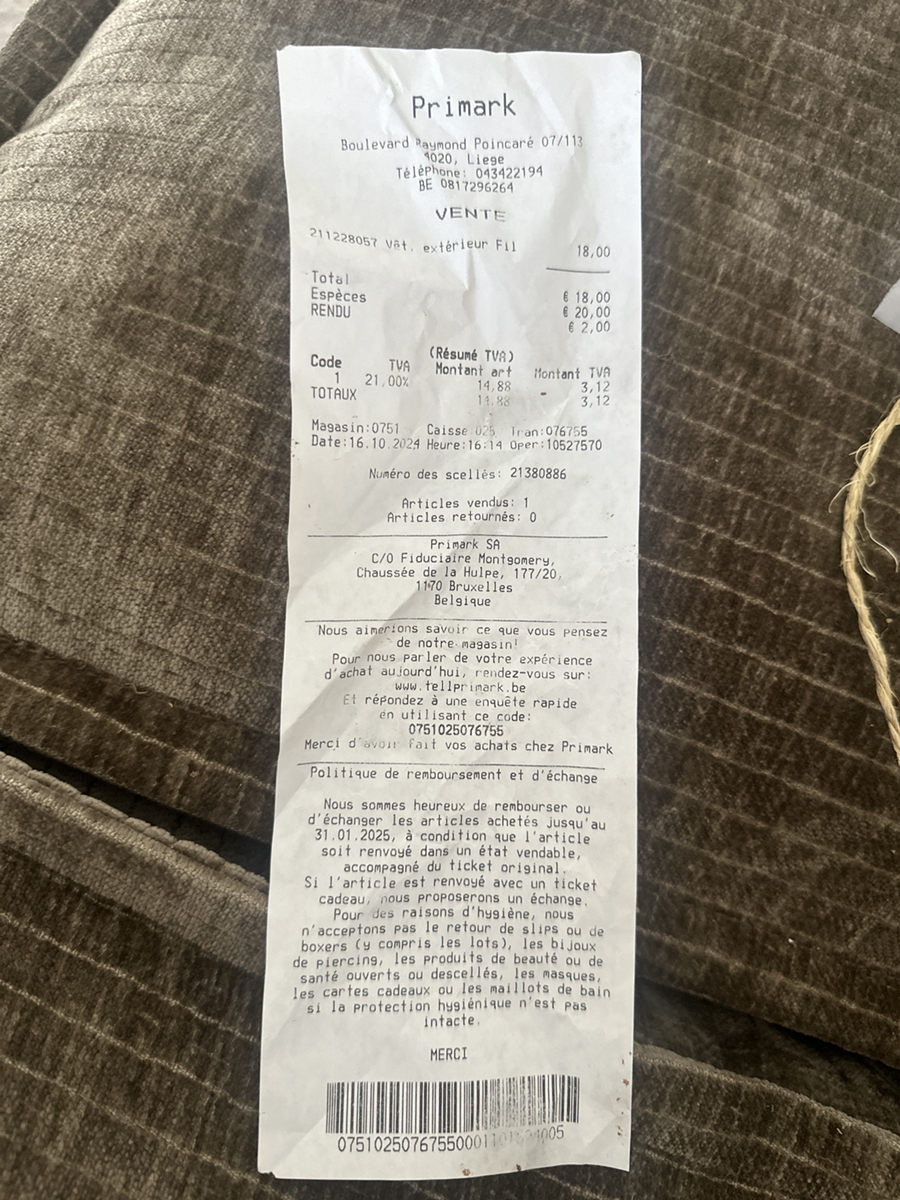 Primark
Boulevard Raymond Poincaré 07/113
4020, Liege
Téléphone: 043422194
BE 0817296264
VENTE
211228057 Vêt. extérieur Fil 18,00
Total € 18,00
Espèces € 20,00
RENDU € 2,00
(Résumé TVA)
Code TVA Montant art Montant TVA
1 21,00% 14,88 3,12
TOTAUX 14,88 3,12
Magasin:0751 Caisse:025 Tran:076755
Date:16.10.2024 Heure:16:14 Oper:10527570
Numéro des scellés: 21380886
Articles vendus: 1
Articles retournés: 0
Primark SA
C/O Fiduciaire Montgomery,
Chaussée de la Hulpe, 177/20,
1170 Bruxelles
Belgique
Nous aimerions savoir ce que vous pensez
de notre magasin!
Pour nous parler de votre expérience
d'achat aujourd'hui, rendez-vous sur:
www.tellprimark.be
Et répondez à une enquête rapide
en utilisant ce code:
0751025076755
Merci d'avoir fait vos achats chez Primark
Politique de remboursement et d'échange
Nous sommes heureux de rembourser ou
d'échanger les articles achetés jusqu'au
31.01.2025, à condition que l'article
soit renvoyé dans un état vendable,
accompagné du ticket original.
Si l'article est renvoyé avec un ticket
cadeau, nous proposerons un échange.
Pour des raisons d'hygiène, nous
n'acceptons pas le retour de slips ou de
boxers (y compris les lots), les bijoux
de piercing, les produits de beauté ou de
santé ouverts ou descellés, les masques,
les cartes cadeaux ou les maillots de bain
si la protection hygiénique n'est pas
intacte.
MERCI